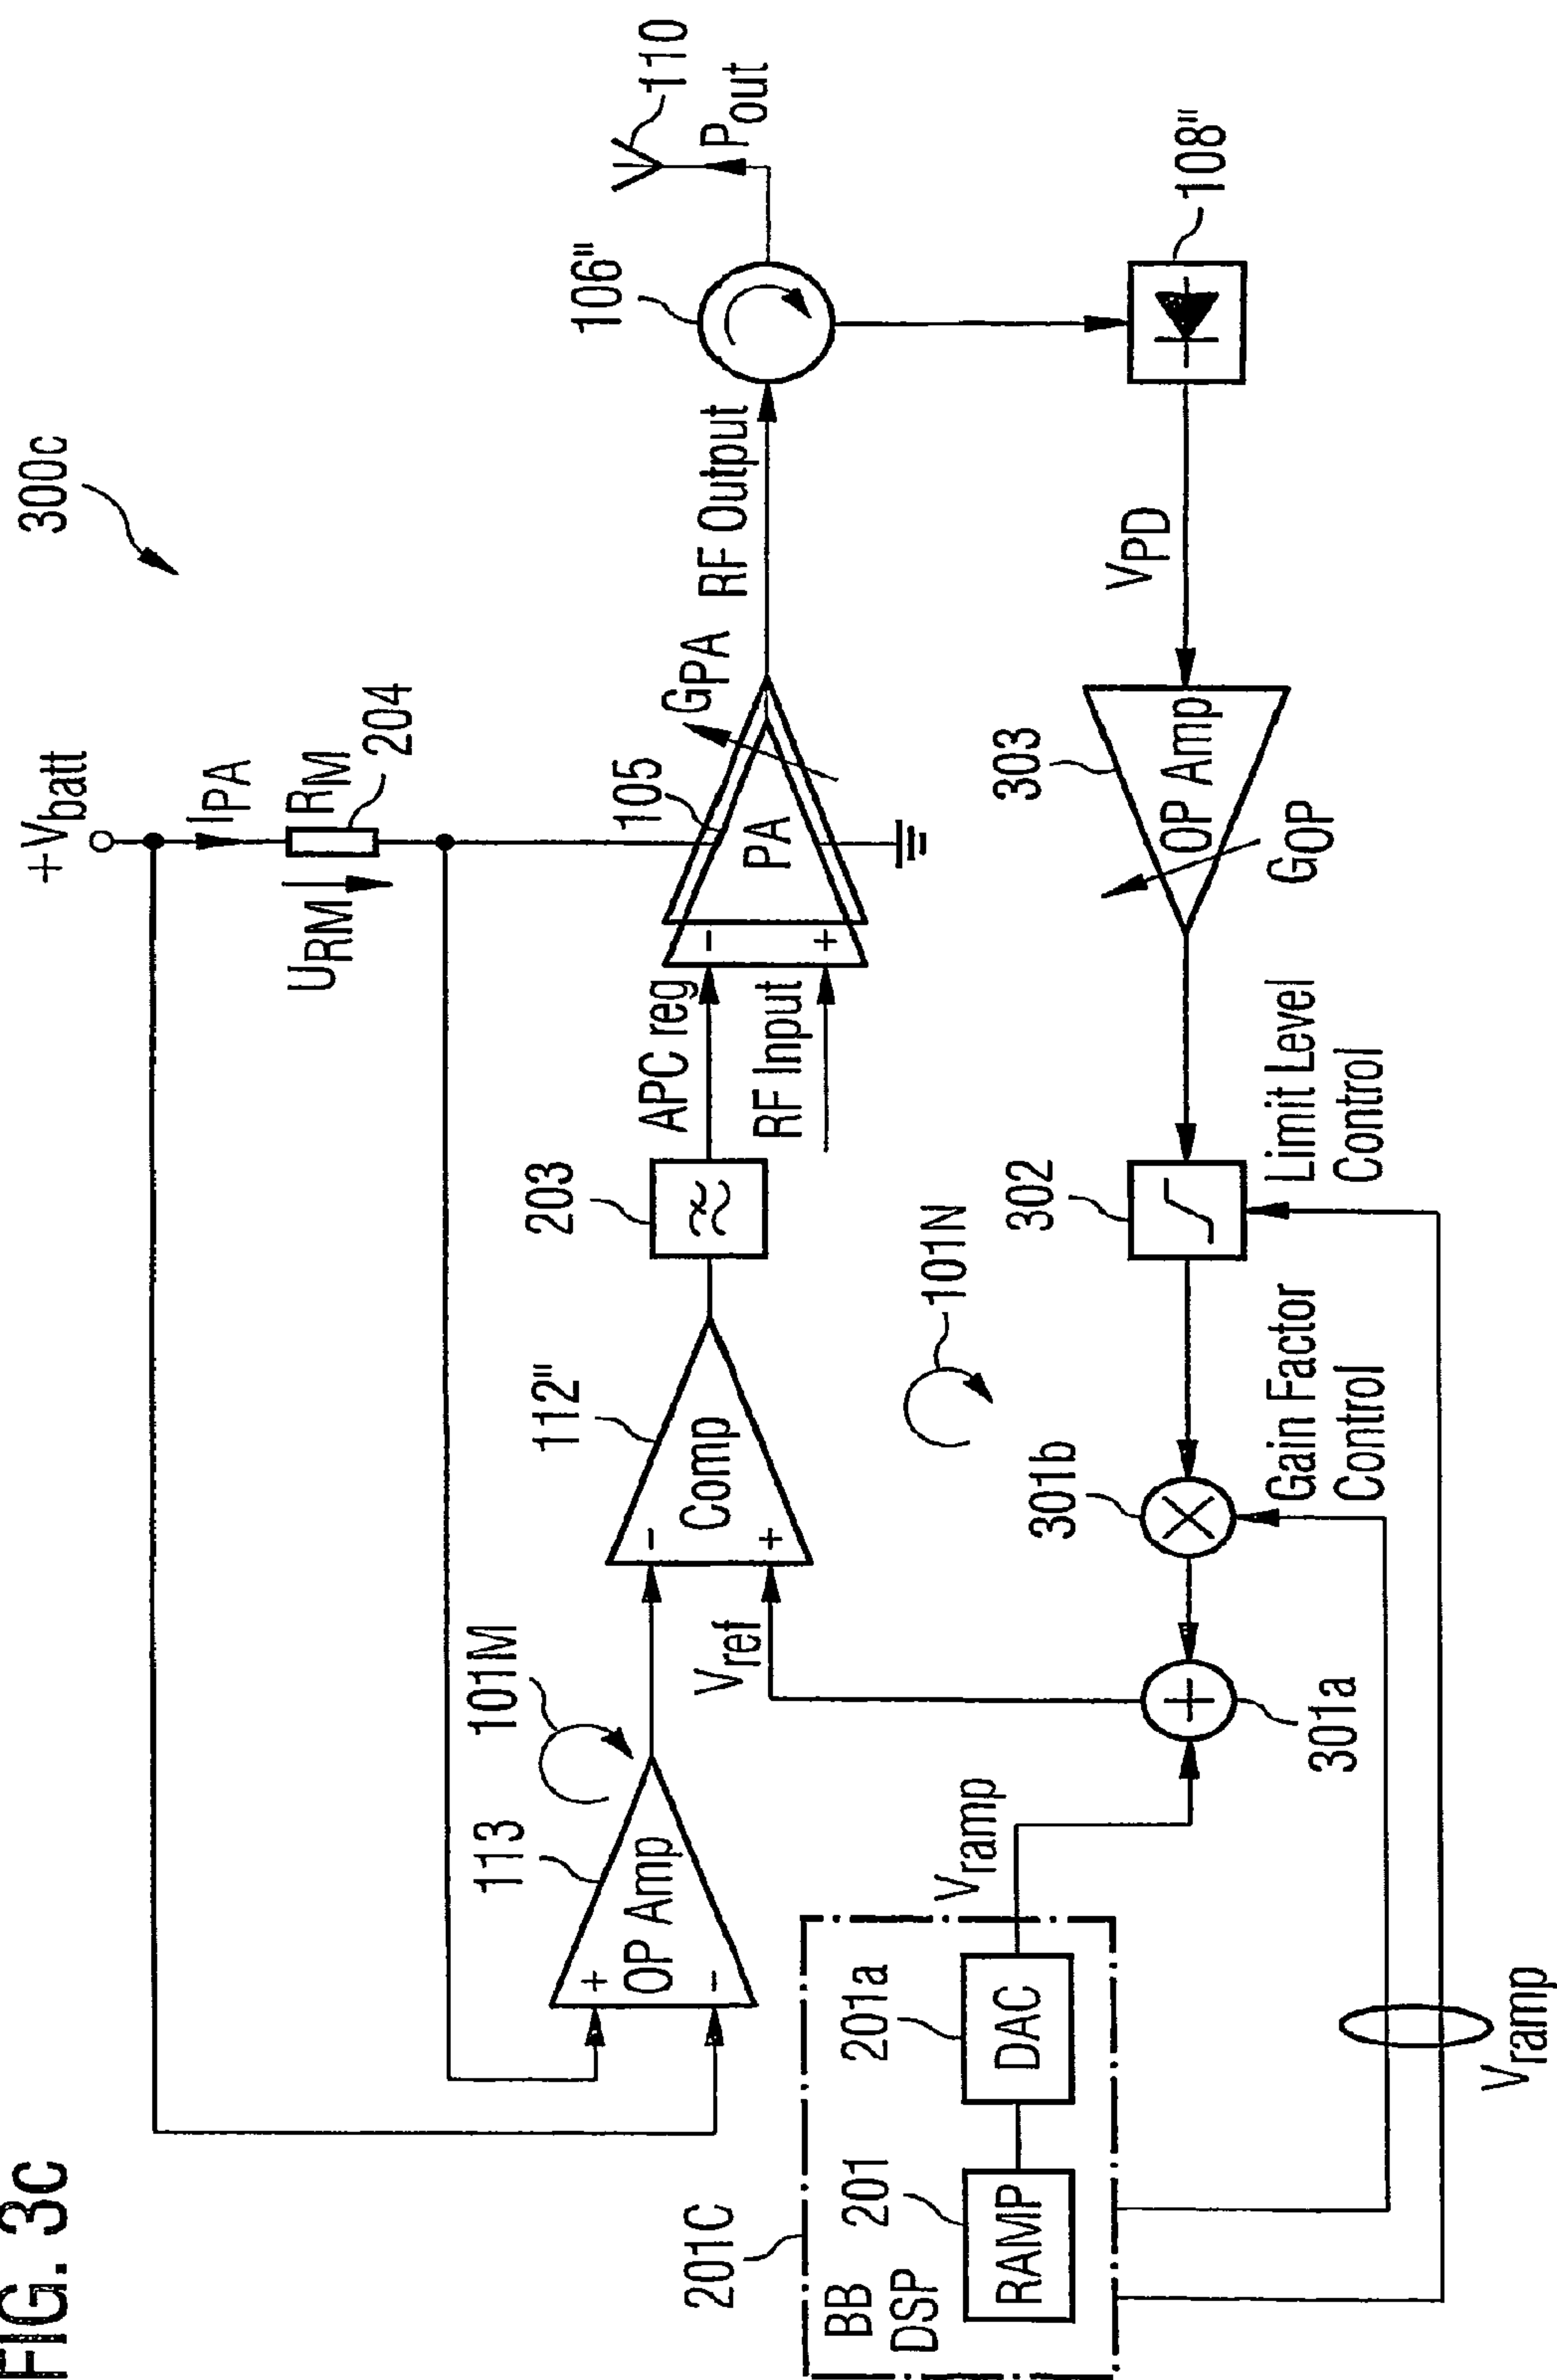 FIG. 3c
300c
+Vbatt
IPA
RM
204
URM
110
Pout
106"
RF Output
GPA
105
PA
- +
APC reg
RF Input
203
112"
Comp
- +
101M
113
OP Amp
+ -
Vref
101N
108"
VPD
303
OP Amp
GOP
302
Limit Level
Control
301b
Gain Factor
Control
301a
Vramp
201a
DAC
201
RAMP
201C
BB
DSP
Vramp